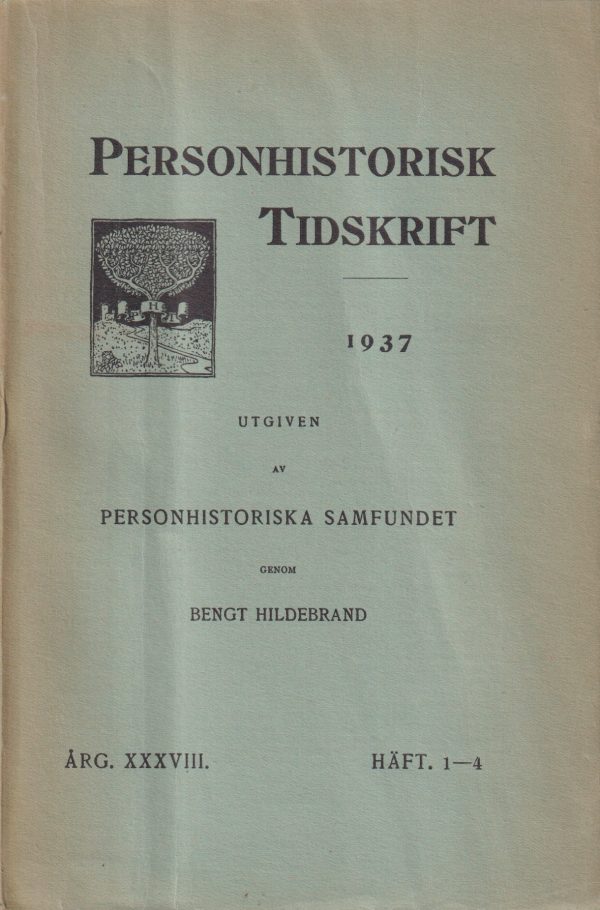 PERSONHISTORISK
TIDSKRIFT
1937
UTGIVEN
AV
PERSONHISTORISKA SAMFUNDET
GENOM
BENGT HILDEBRAND
ÅRG. XXXVIII.
HÄFT. 1—4